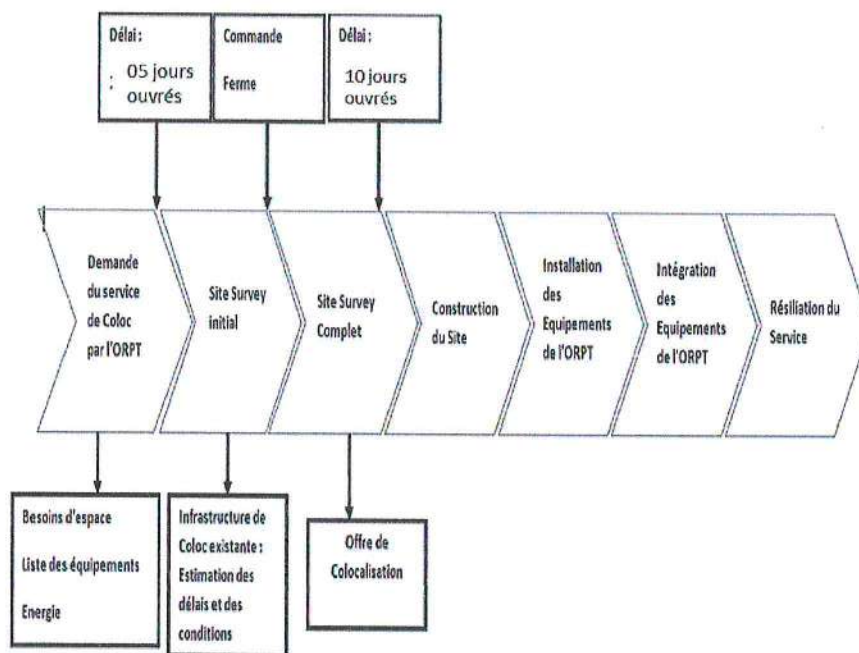 Délai :
: 05 jours
ouvrés
Commande
Ferme
Délai :
10 jours
ouvrés
Demande
du service
de Coloc
par l'ORPT
Site Survey
initial
Site Survey
Complet
Construction
du Site
Installation
des
Equipements
de l'ORPT
Intégration
des
Equipements
de l'ORPT
Résiliation du
Service
Besoins d'espace
Liste des équipements
Energie
Infrastructure de
Coloc existante :
Estimation des
délais et des
conditions
Offre de
Colocalisation